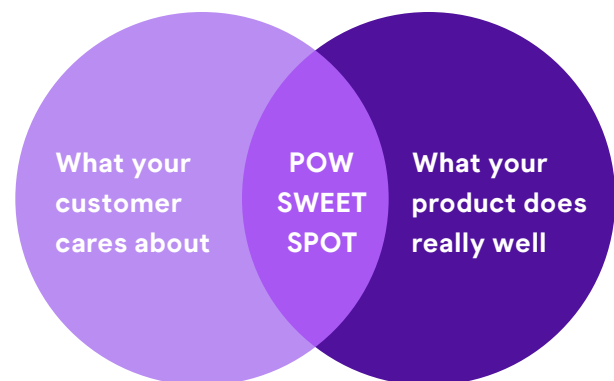 What your
customer
cares about
POW
SWEET
SPOT
What your
product does
really well